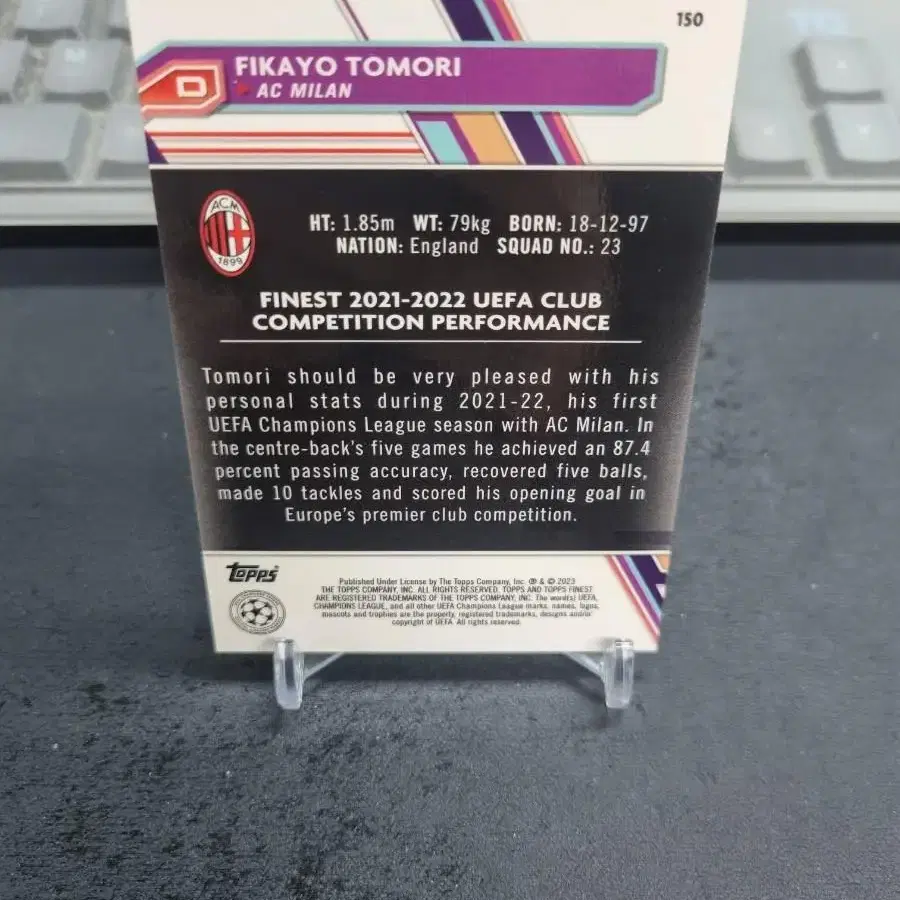 150
D
FIKAYO TOMORI
AC MILAN
ACM
1899
HT: 1.85m WT: 79kg BORN: 18-12-97
NATION: England SQUAD NO.: 23
FINEST 2021-2022 UEFA CLUB
COMPETITION PERFORMANCE
Tomori should be very pleased with his
personal stats during 2021-22, his first
UEFA Champions League season with AC Milan. In
the centre-back's five games he achieved an 87.4
percent passing accuracy, recovered five balls,
made 10 tackles and scored his opening goal in
Europe's premier club competition.
topps
Published Under License by The Topps Company, Inc. ® & © 2023
THE TOPPS COMPANY, INC. ALL RIGHTS RESERVED. TOPPS AND TOPPS FINEST
ARE REGISTERED TRADEMARKS OF THE TOPPS COMPANY, INC. The word(s) UEFA,
CHAMPIONS LEAGUE, and all other UEFA Champions League marks, names, logos,
mascots and trophies are the property, registered trademarks, designs and/or
copyright of UEFA. All rights reserved.